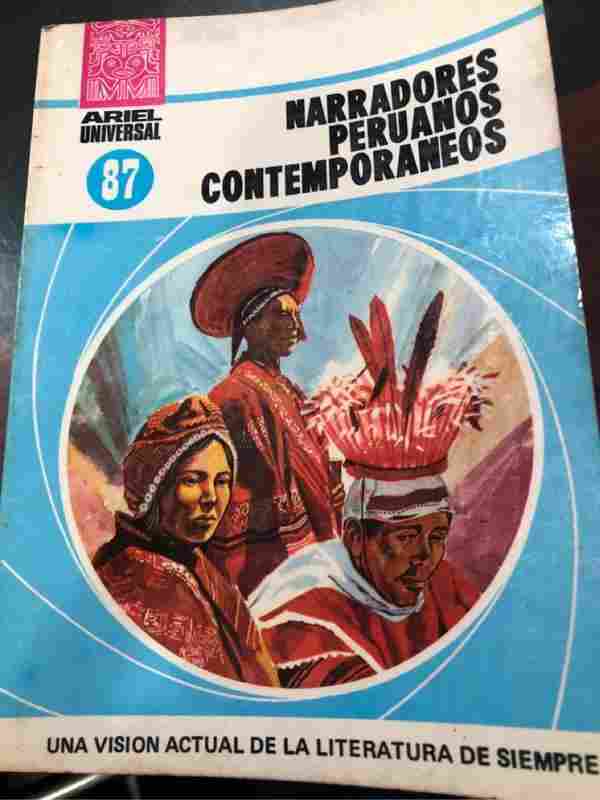 ARIEL
UNIVERSAL
87
NARRADORES
PERUANOS
CONTEMPORANEOS
UNA VISION ACTUAL DE LA LITERATURA DE SIEMPRE